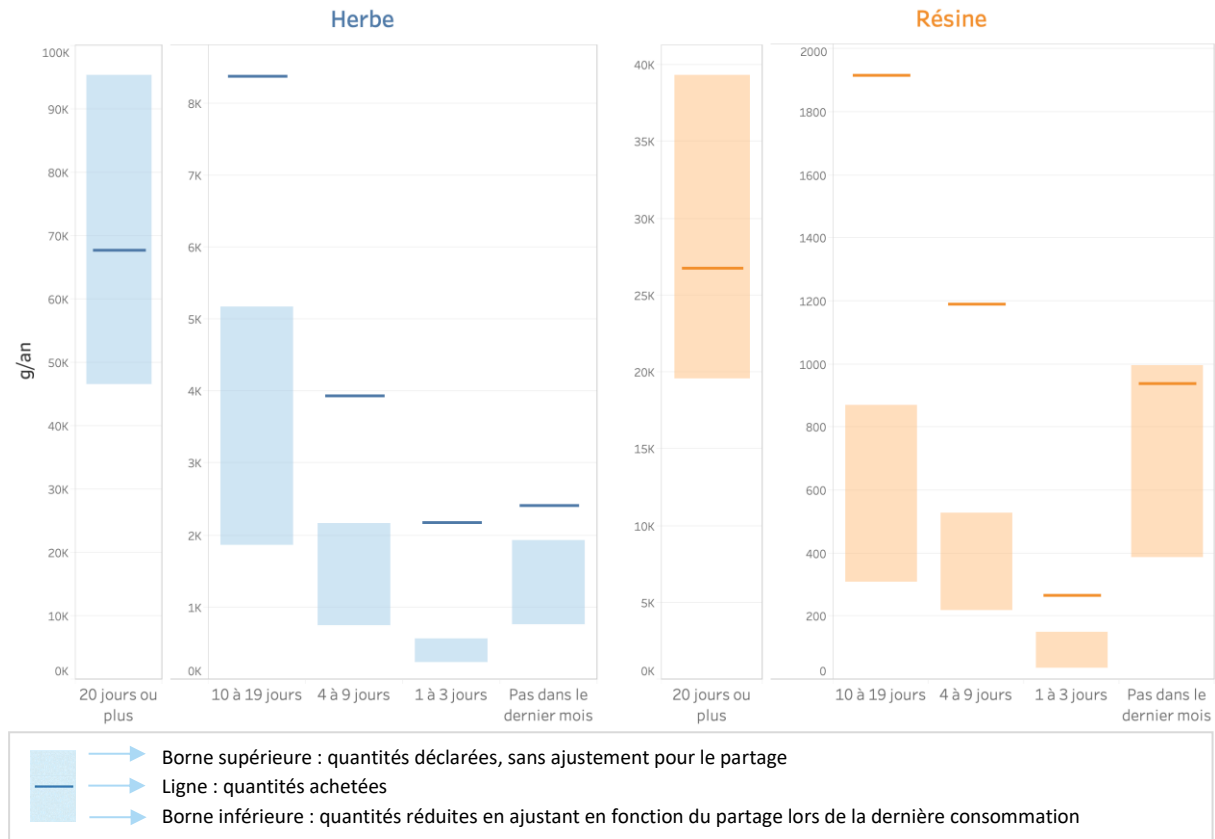 Herbe
Résine
g/an
100K
90K
80K
70K
60K
50K
40K
30K
20K
10K
0K
8K
7K
6K
5K
4K
3K
2K
1K
0K
40K
35K
30K
25K
20K
15K
10K
5K
0K
2000
1800
1600
1400
1200
1000
800
600
400
200
0
20 jours ou
plus
10 à 19 jours
4 à 9 jours
1 à 3 jours
Pas dans le
dernier mois
20 jours ou
plus
10 à 19 jours
4 à 9 jours
1 à 3 jours
Pas dans le
dernier mois
Borne supérieure : quantités déclarées, sans ajustement pour le partage
Ligne : quantités achetées
Borne inférieure : quantités réduites en ajustant en fonction du partage lors de la dernière consommation